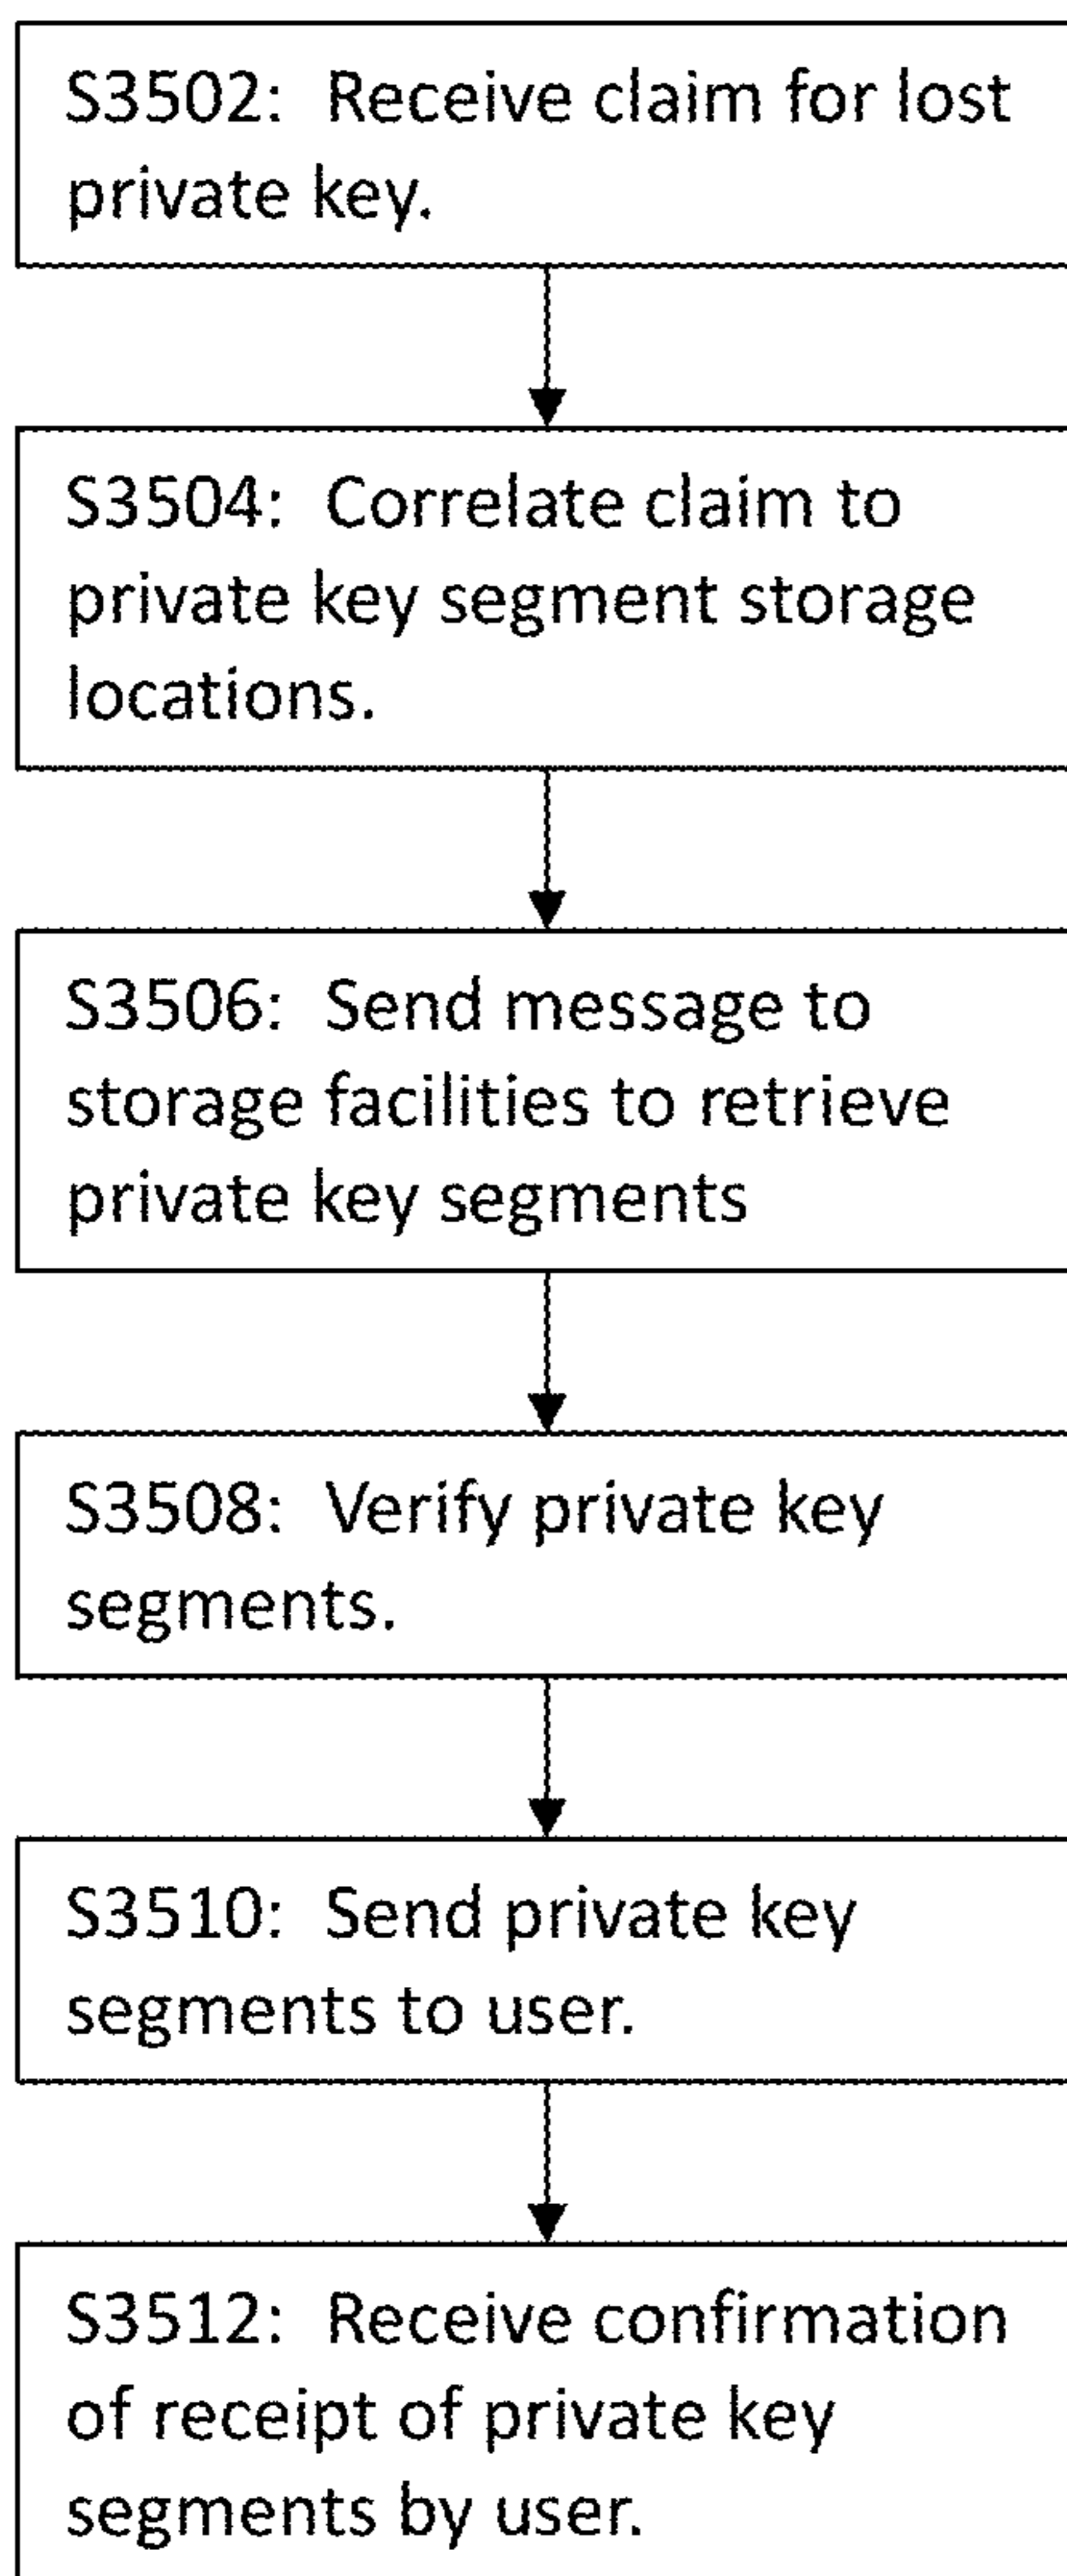 S3502:  Receive claim for lost
private key.
S3504:  Correlate claim to
private key segment storage
locations.
S3506:  Send message to
storage facilities to retrieve
private key segments
S3508:  Verify private key
segments.
S3510:  Send private key
segments to user.
S3512:  Receive confirmation
of receipt of private key
segments by user.